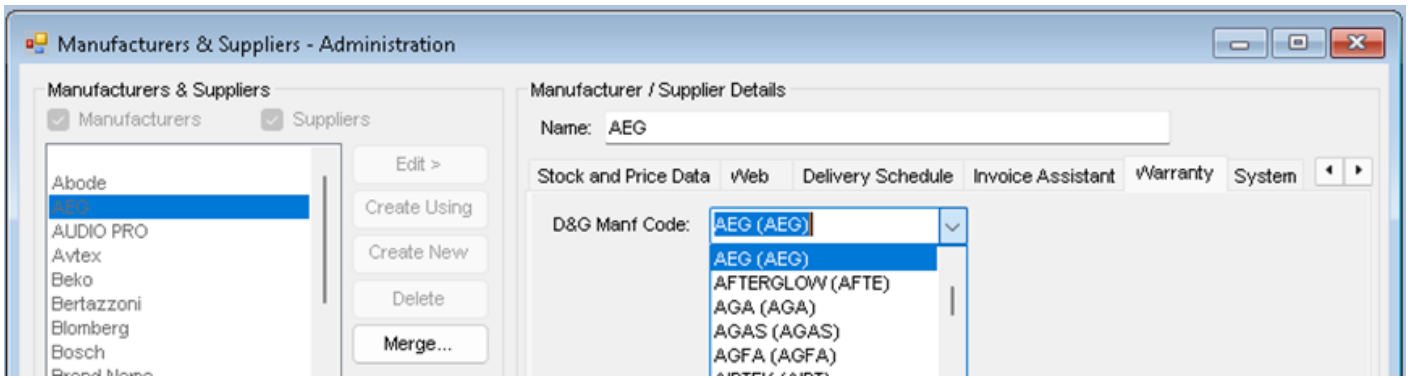 Manufacturers & Suppliers - Administration
Manufacturers & Suppliers
Manufacturers
Suppliers
Abode
AEG
AUDIO PRO
Avtex
Beko
Bertazzoni
Blomberg
Bosch
Brand Name
Edit >
Create Using
Create New
Delete
Merge...
Manufacturer / Supplier Details
Name: AEG
Stock and Price Data Web Delivery Schedule Invoice Assistant Warranty System
D&G Manf Code: AEG (AEG)
AEG (AEG)
AFTERGLOW (AFTE)
AGA (AGA)
AGAS (AGAS)
AGFA (AGFA)